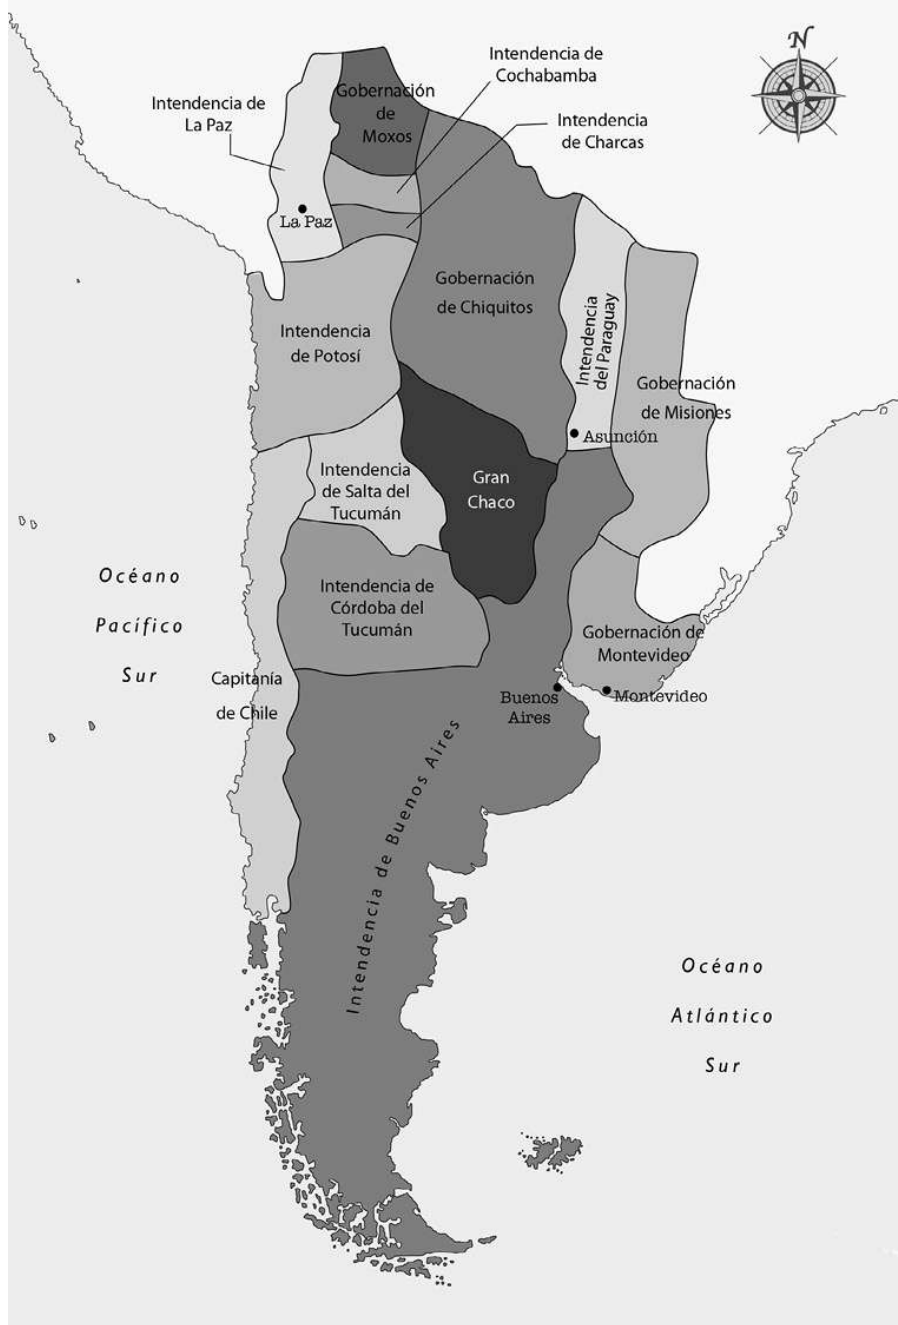 N
Intendencia de
Cochabamba
Gobernación
de
Moxos
Intendencia de
La Paz
Intendencia
de Charcas
La Paz
Gobernación
de Chiquitos
Intendencia
del Paraguay
Intendencia
de Potosí
Gobernación
de Misiones
Asunción
Intendencia
de Salta del
Tucumán
Gran
Chaco
Océano
Pacífico
Sur
Intendencia de
Córdoba del
Tucumán
Gobernación de
Montevideo
Capitanía
de Chile
Buenos
Aires
Montevideo
Intendencia de Buenos Aires
Océano
Atlántico
Sur